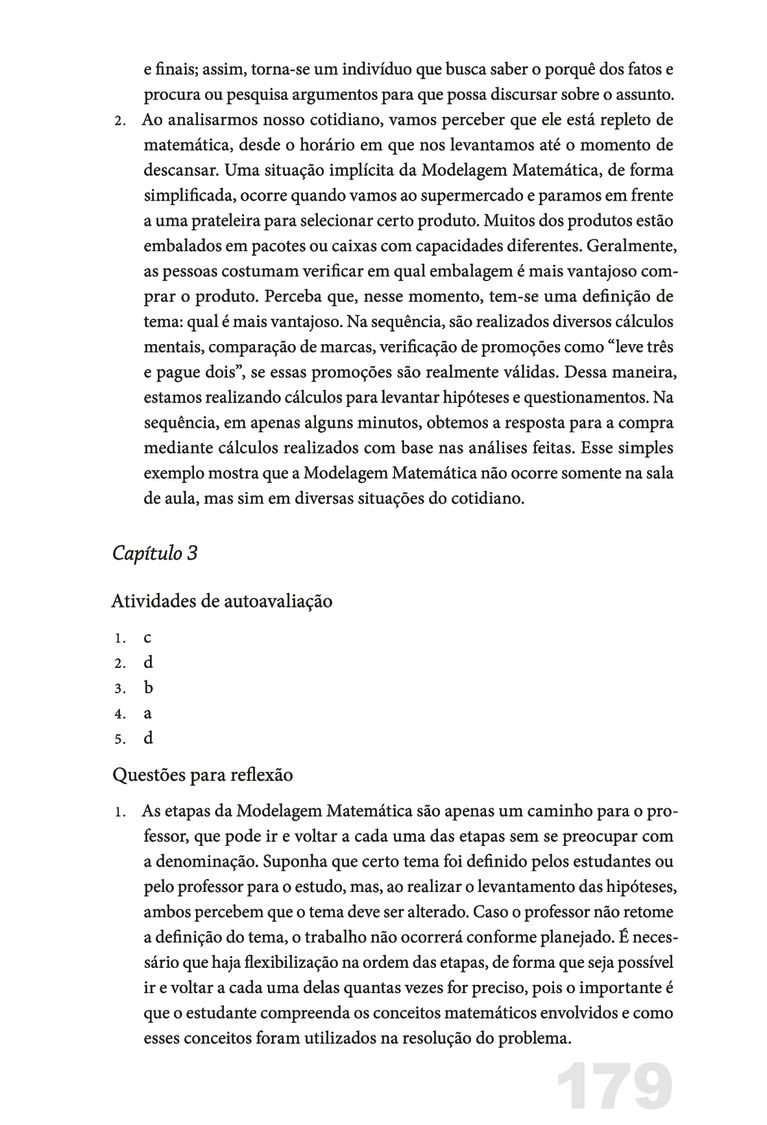 e finais; assim, torna-se um indivíduo que busca saber o porquê dos fatos e
procura ou pesquisa argumentos para que possa discursar sobre o assunto.
2. Ao analisarmos nosso cotidiano, vamos perceber que ele está repleto de
matemática, desde o horário em que nos levantamos até o momento de
descansar. Uma situação implícita da Modelagem Matemática, de forma
simplificada, ocorre quando vamos ao supermercado e paramos em frente
a uma prateleira para selecionar certo produto. Muitos dos produtos estão
embalados em pacotes ou caixas com capacidades diferentes. Geralmente,
as pessoas costumam verificar em qual embalagem é mais vantajoso com-
prar o produto. Perceba que, nesse momento, tem-se uma definição de
tema: qual é mais vantajoso. Na sequência, são realizados diversos cálculos
mentais, comparação de marcas, verificação de promoções como “leve três
e pague dois”, se essas promoções são realmente válidas. Dessa maneira,
estamos realizando cálculos para levantar hipóteses e questionamentos. Na
sequência, em apenas alguns minutos, obtemos a resposta para a compra
mediante cálculos realizados com base nas análises feitas. Esse simples
exemplo mostra que a Modelagem Matemática não ocorre somente na sala
de aula, mas sim em diversas situações do cotidiano.
Capítulo 3
Atividades de autoavaliação
1. c
2. d
3. b
4. a
5. d
Questões para reflexão
1. As etapas da Modelagem Matemática são apenas um caminho para o pro-
fessor, que pode ir e voltar a cada uma das etapas sem se preocupar com
a denominação. Suponha que certo tema foi definido pelos estudantes ou
pelo professor para o estudo, mas, ao realizar o levantamento das hipóteses,
ambos percebem que o tema deve ser alterado. Caso o professor não retome
a definição do tema, o trabalho não ocorrerá conforme planejado. É neces-
sário que haja flexibilização na ordem das etapas, de forma que seja possível
ir e voltar a cada uma delas quantas vezes for preciso, pois o importante é
que o estudante compreenda os conceitos matemáticos envolvidos e como
esses conceitos foram utilizados na resolução do problema.
179